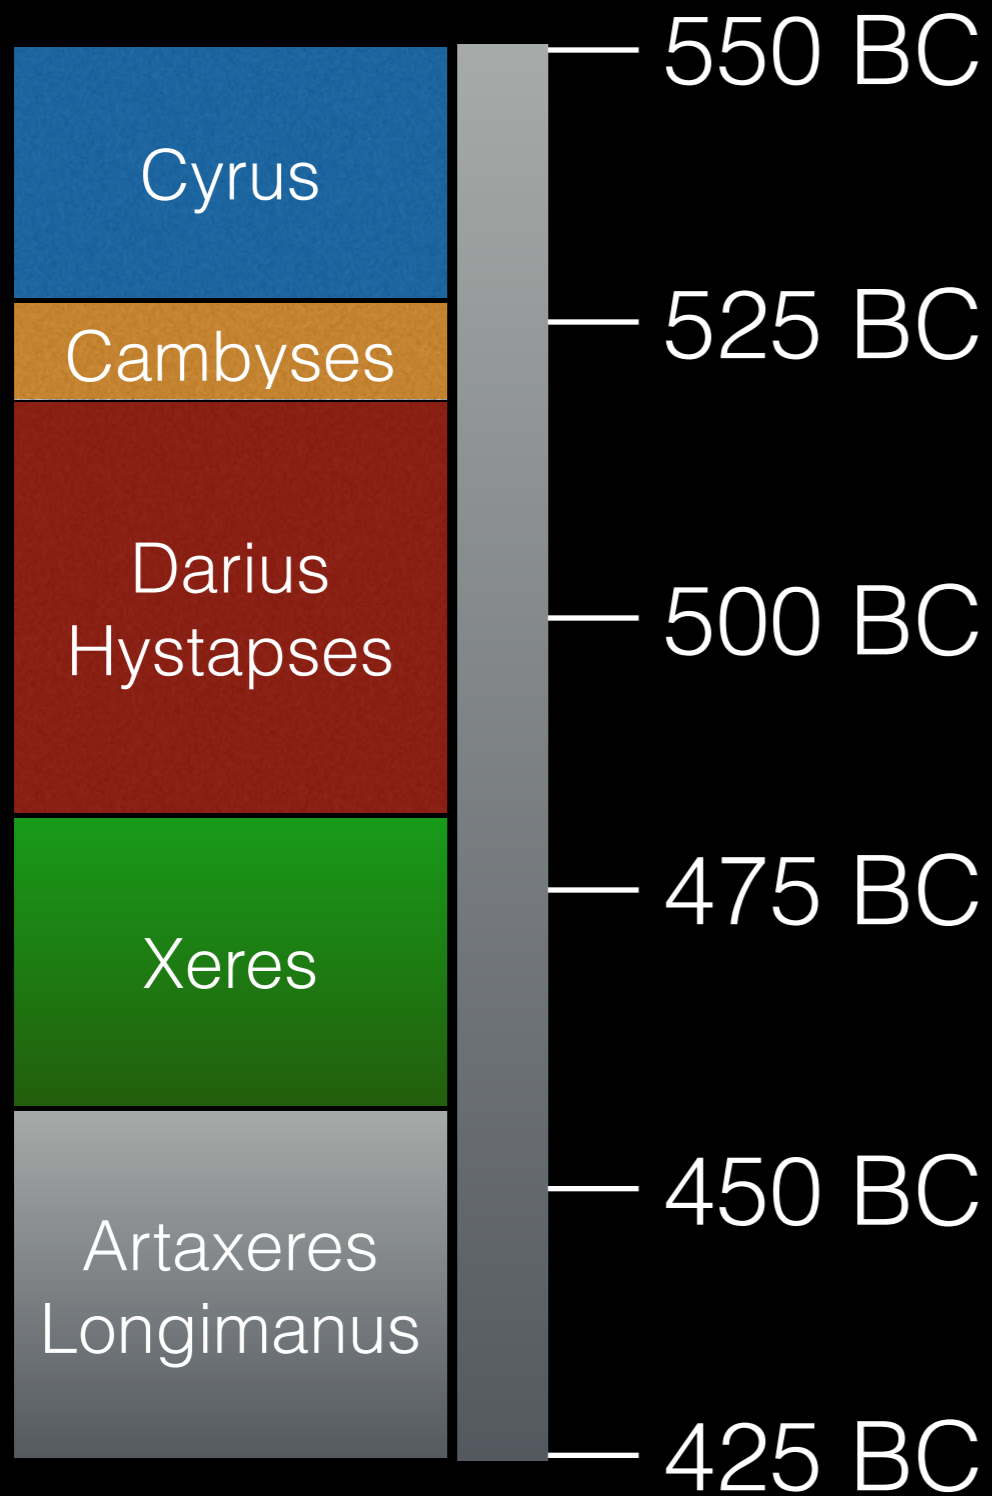 550 BC
Cyrus
525 BC
Cambyses
Darius
Hystapses
500 BC
475 BC
Xeres
450 BC
Artaxeres
Longimanus
425 BC